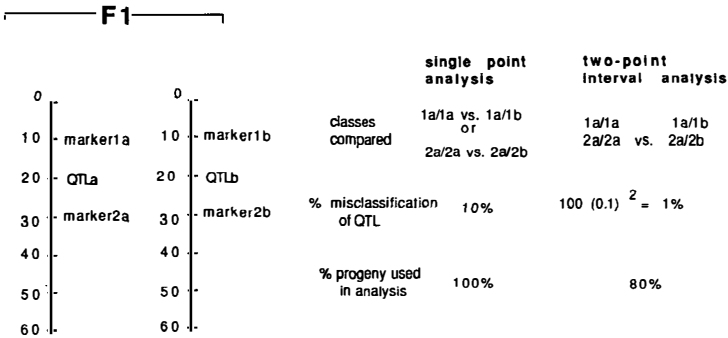 F1
single point two-point
analysis interval analysis
0 0
classes 1a/1a vs. 1a/1b 1a/1a 1a/1b
10 marker1a 10 marker1b compared or 2a/2a vs. 2a/2b
2a/2a vs. 2a/2b
20 QTLa 20 QTLb
30 marker2a 30 marker2b % misclassification 10% 100 (0.1) 2 = 1%
of QTL
40 40
% progeny used 100% 80%
50 50 in analysis
60 60